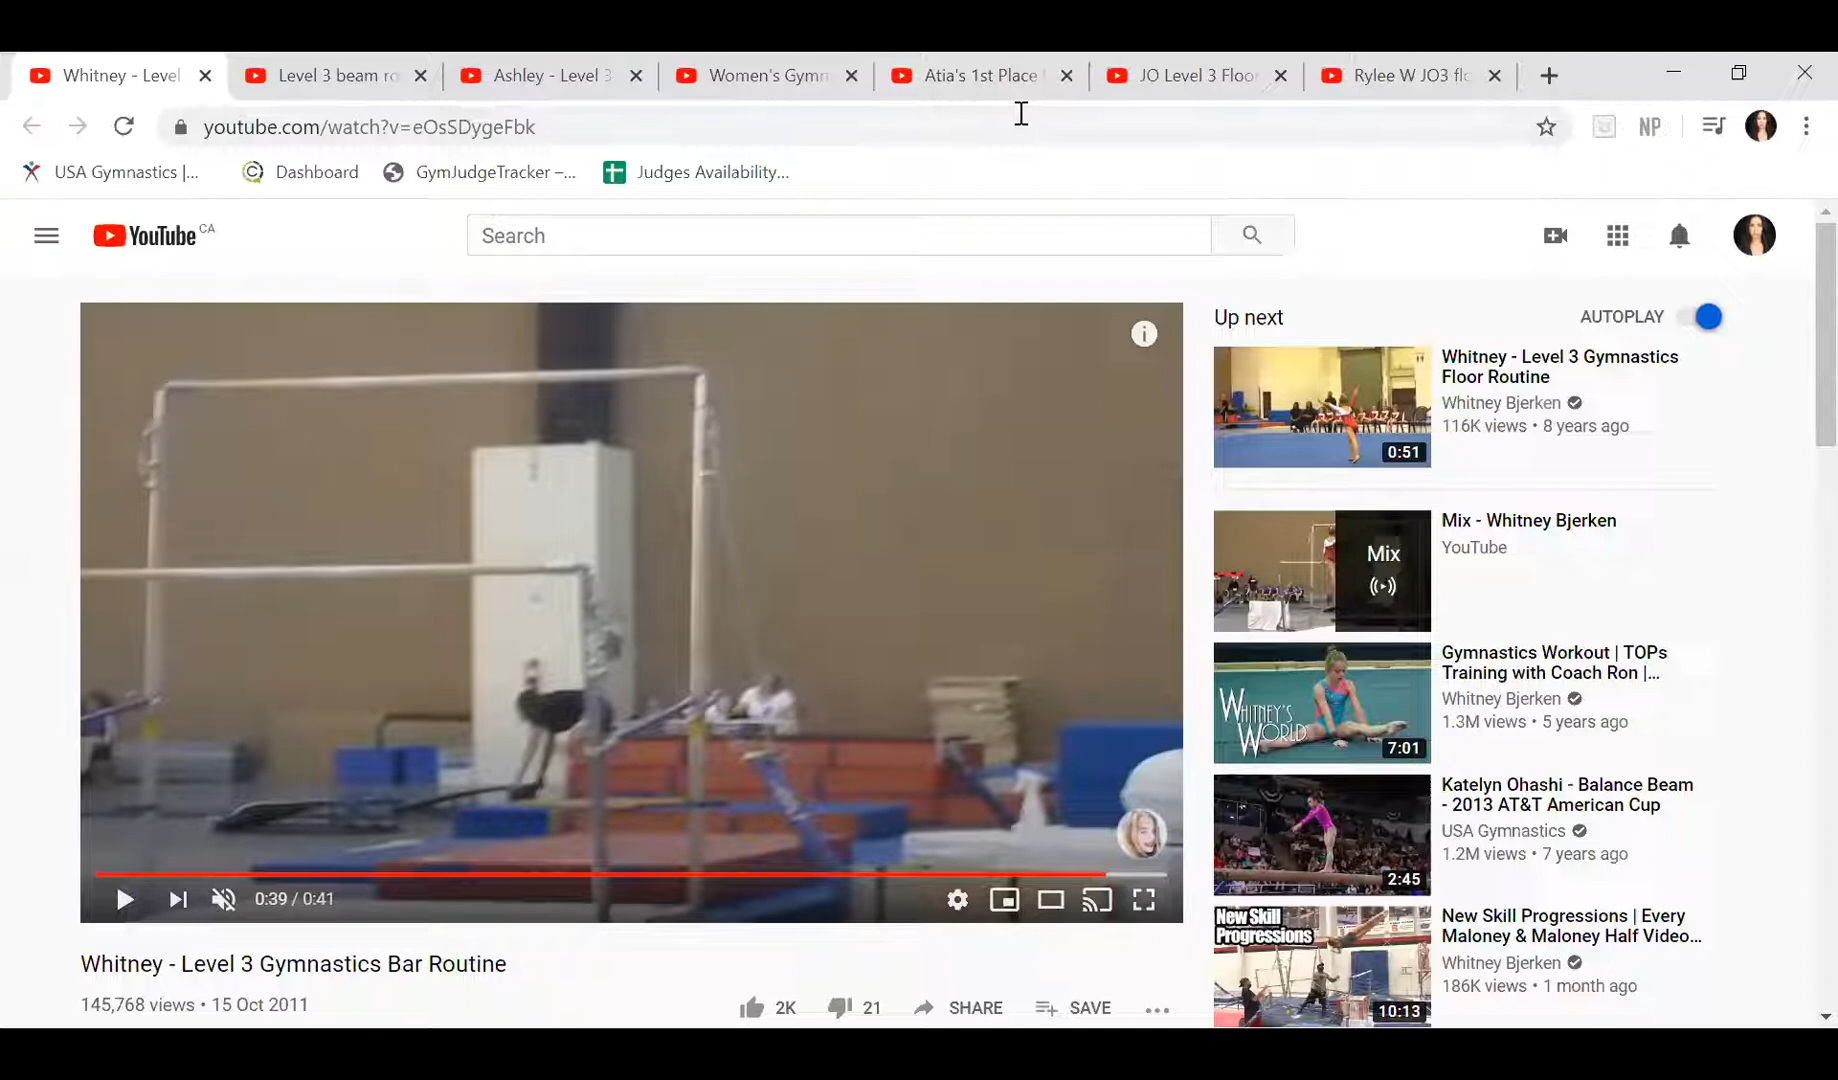 Whitney - Level
Level 3 beam ro
Ashley - Level 3
Women's Gymn
Atia's 1st Place
JO Level 3 Floo
Rylee W JO3 flo
youtube.com/watch?v=eOsSDygeFbk
NP
USA Gymnastics |...
Dashboard
GymJudgeTracker –...
Judges Availability...
YouTube CA
Search
Up next
AUTOPLAY
Whitney - Level 3 Gymnastics
Floor Routine
Whitney Bjerken
116K views • 8 years ago
0:51
Mix - Whitney Bjerken
YouTube
Mix
Gymnastics Workout | TOPs
Training with Coach Ron |...
Whitney Bjerken
1.3M views • 5 years ago
WHITNEY'S
WORLD
7:01
Katelyn Ohashi - Balance Beam
- 2013 AT&T American Cup
USA Gymnastics
1.2M views • 7 years ago
2:45
New Skill Progressions | Every
Maloney & Maloney Half Video...
Whitney Bjerken
186K views • 1 month ago
New Skill
Progressions
10:13
0:39 / 0:41
Whitney - Level 3 Gymnastics Bar Routine
145,768 views • 15 Oct 2011
2K
21
SHARE
SAVE